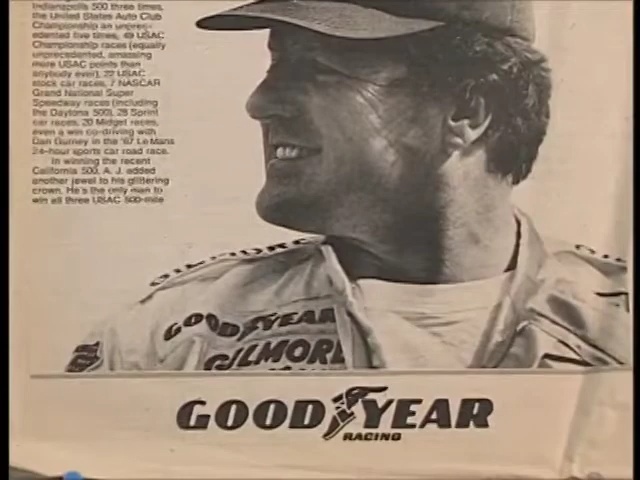 Indianapolis 500 three times,
the United States Auto Club
Championship an unprec-
edented five times, 49 USAC
Championship races (equally
unprecedented, amassing
more USAC points than
anybody ever), 22 USAC
stock car races, 7 NASCAR
Grand National Super
Speedway races (including
the Daytona 500), 28 Sprint
car races, 20 Midget races,
even a win co-driving with
Dan Gurney in the '67 Le Mans
24-hour sports car road race.
In winning the recent
California 500, A. J. added
another jewel to his glittering
crown. He's the only man to
win all three USAC 500-mile
GOODYEAR
GILMORE
GOODYEAR
RACING